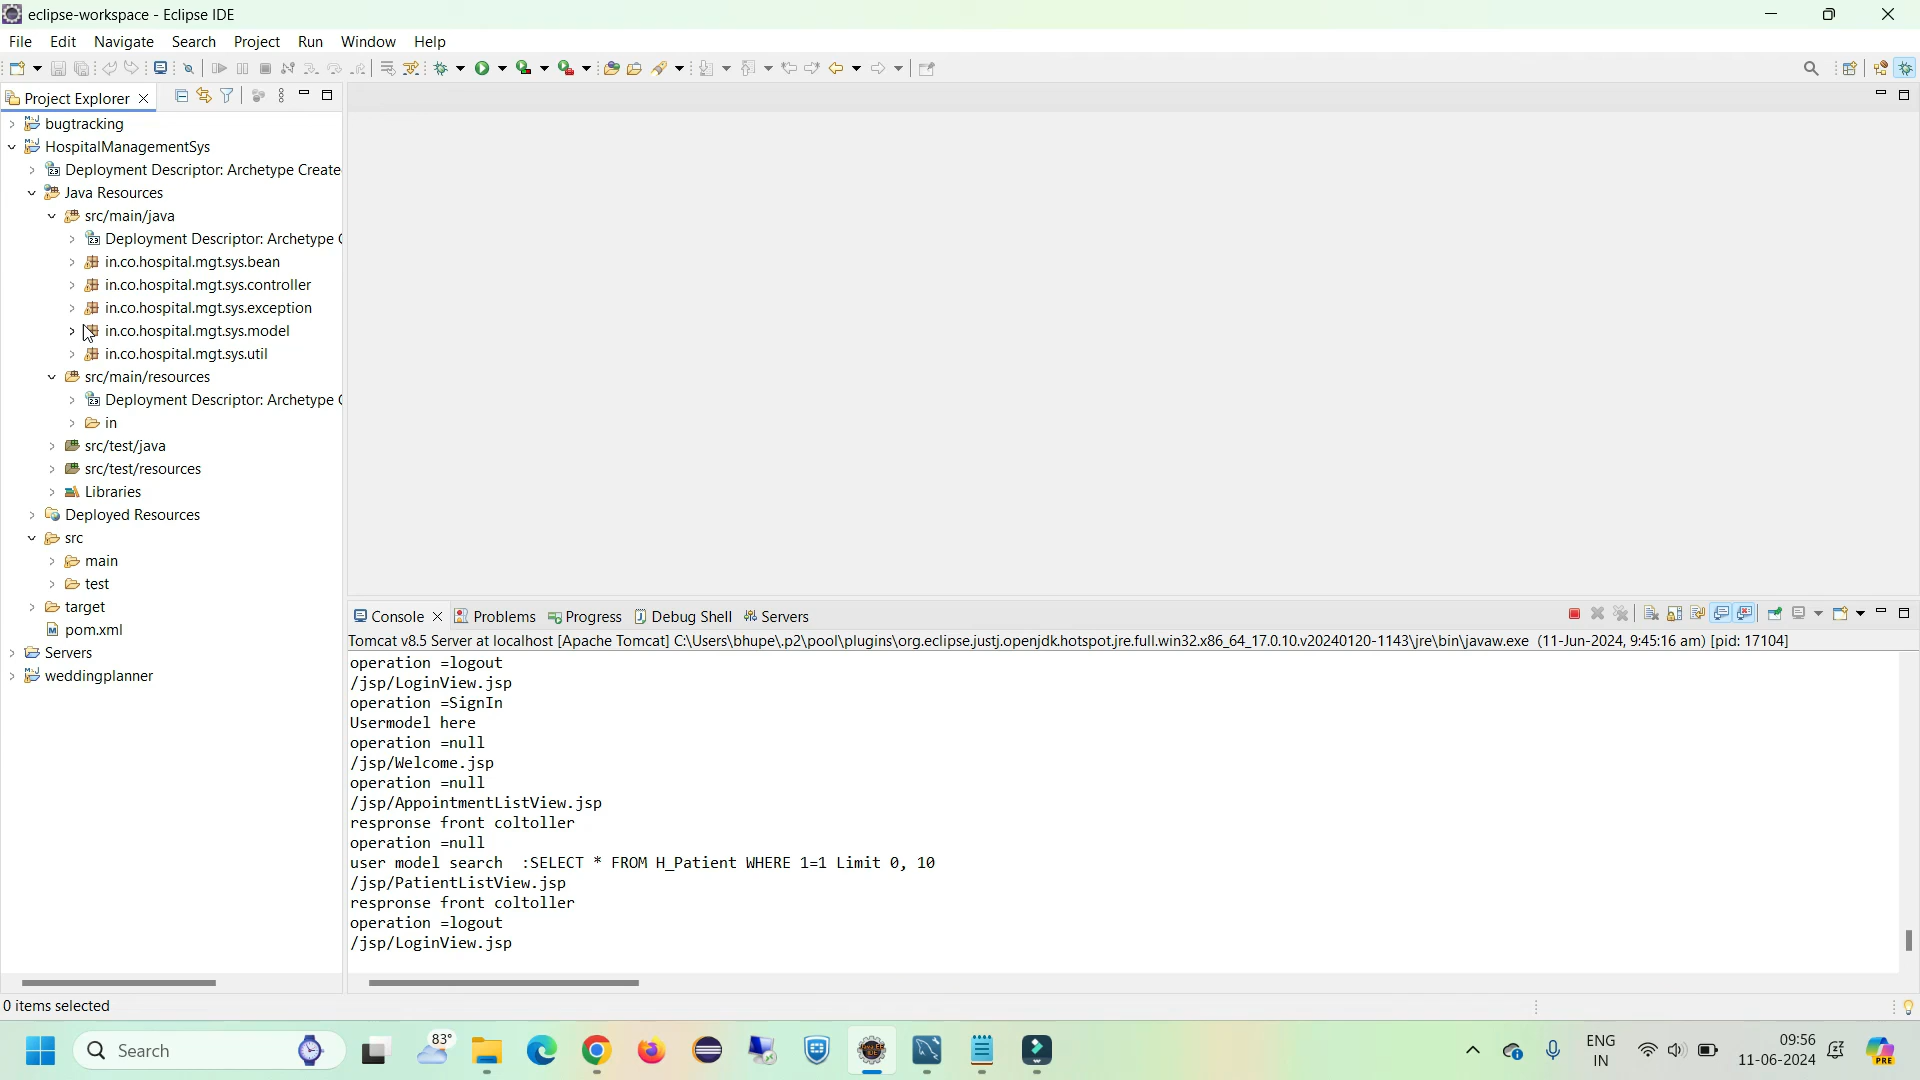 eclipse-workspace - Eclipse IDE
File Edit Navigate Search Project Run Window Help
Project Explorer
bugtracking
HospitalManagementSys
Deployment Descriptor: Archetype Create
Java Resources
src/main/java
Deployment Descriptor: Archetype C
in.co.hospital.mgt.sys.bean
in.co.hospital.mgt.sys.controller
in.co.hospital.mgt.sys.exception
in.co.hospital.mgt.sys.model
in.co.hospital.mgt.sys.util
src/main/resources
Deployment Descriptor: Archetype C
in
src/test/java
src/test/resources
Libraries
Deployed Resources
src
main
test
target
pom.xml
Servers
weddingplanner
Console Problems Progress Debug Shell Servers
Tomcat v8.5 Server at localhost [Apache Tomcat] C:\Users\bhupe\.p2\pool\plugins\org.eclipse.justj.openjdk.hotspot.jre.full.win32.x86_64_17.0.10.v20240120-1143\jre\bin\javaw.exe (11-Jun-2024, 9:45:16 am) [pid: 17104]
operation =logout
/jsp/LoginView.jsp
operation =SignIn
Usermodel here
operation =null
/jsp/Welcome.jsp
operation =null
/jsp/AppointmentListView.jsp
respronse front coltoller
operation =null
user model search :SELECT * FROM H_Patient WHERE 1=1 Limit 0, 10
/jsp/PatientListView.jsp
respronse front coltoller
operation =logout
/jsp/LoginView.jsp
0 items selected
Search
83°
ENG
IN
09:56
11-06-2024
PRE